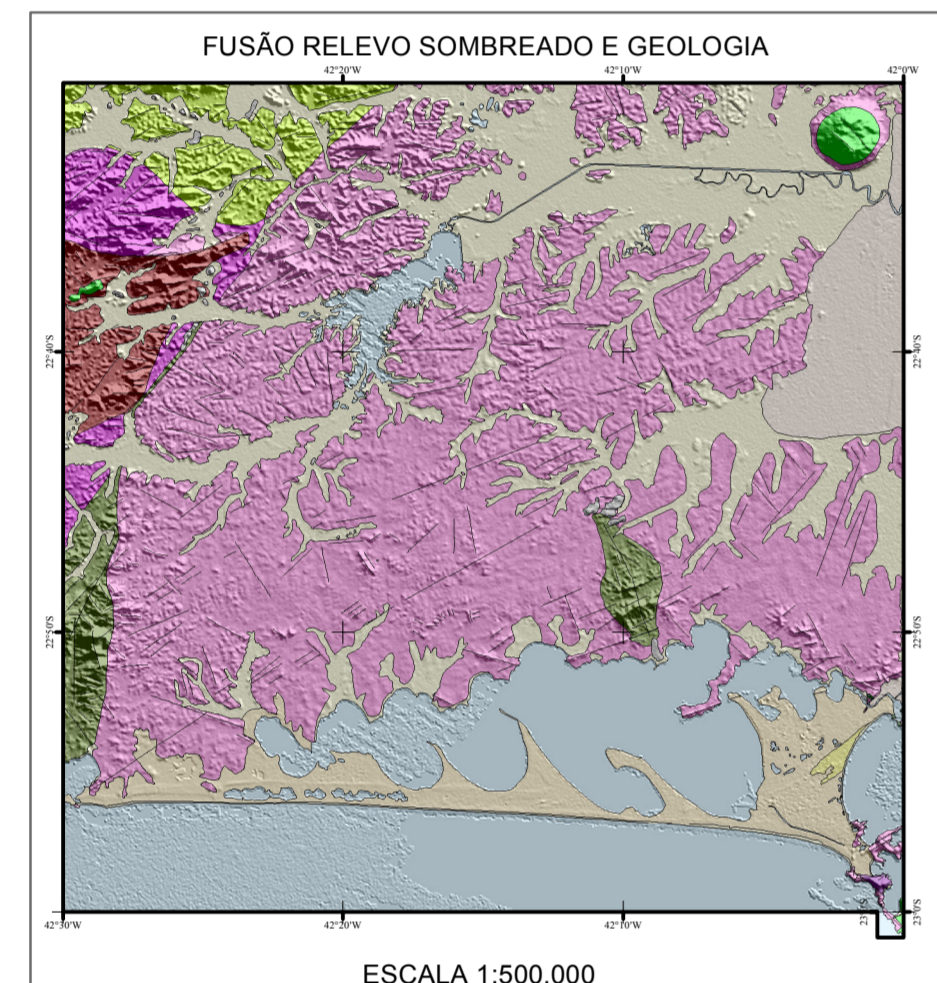 FUSÃO RELEVO SOMBREADO E GEOLOGIA
42°20'W 42°10'W 42°0'W
22°40'S 22°40'S
22°50'S 22°50'S
23°0'S 23°0'S
42°30'W 42°20'W 42°10'W
ESCALA 1:500.000